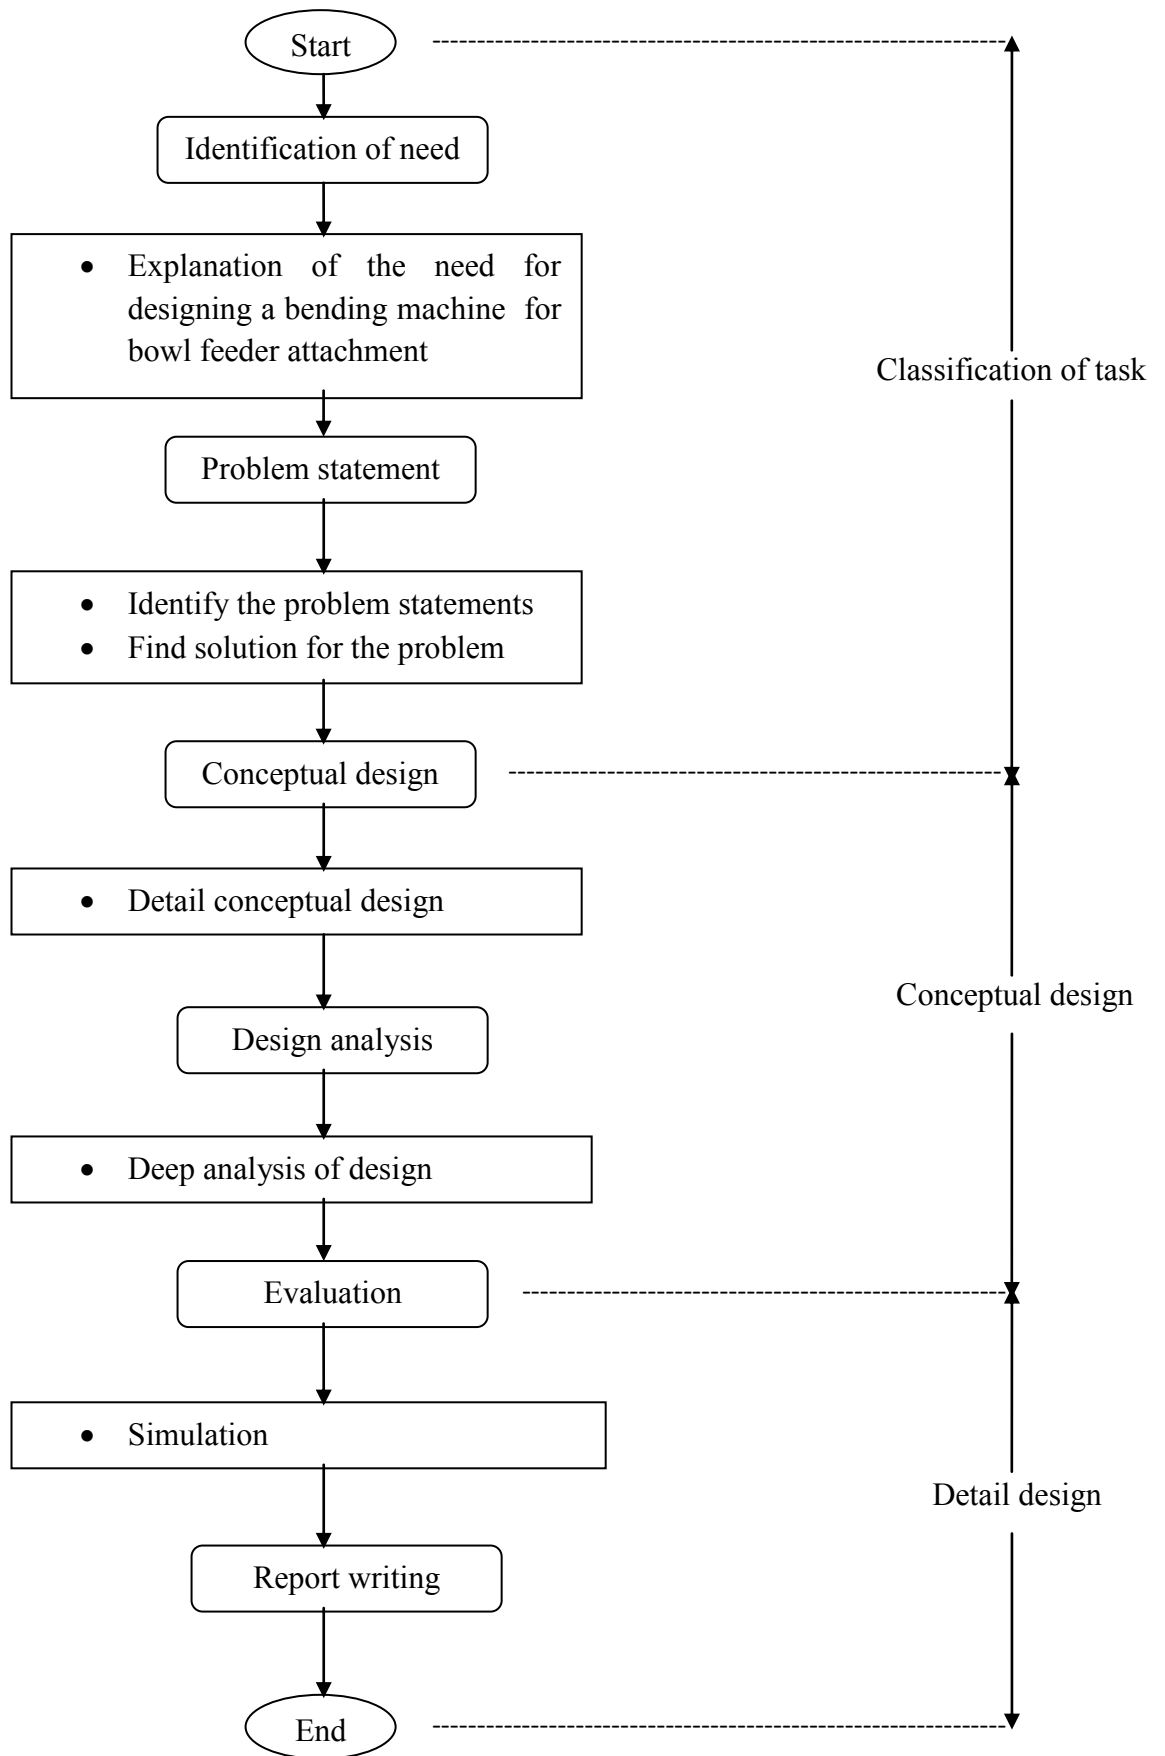 Start
Identification of need
• Explanation of the need for
designing a bending machine for
bowl feeder attachment
Classification of task
Problem statement
• Identify the problem statements
• Find solution for the problem
Conceptual design
• Detail conceptual design
Conceptual design
Design analysis
• Deep analysis of design
Evaluation
• Simulation
Detail design
Report writing
End